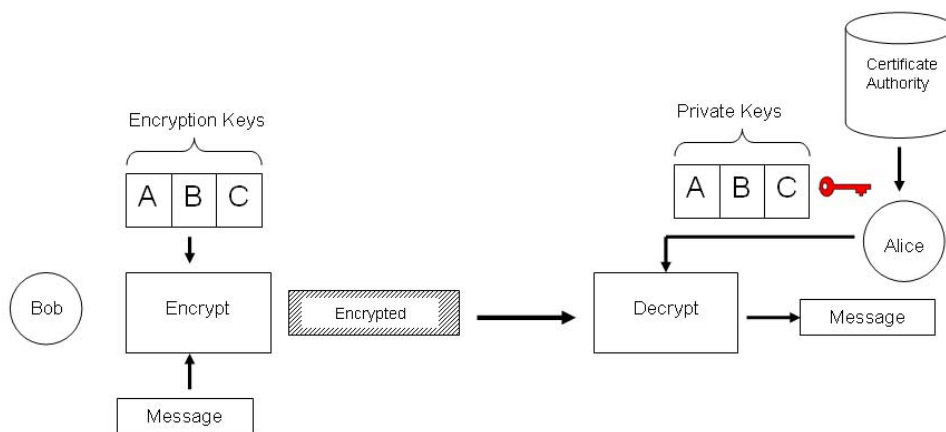 Certificate
Authority
Encryption Keys
Private Keys
A B C
A B C
Alice
Bob
Encrypt
Encrypted
Decrypt
Message
Message